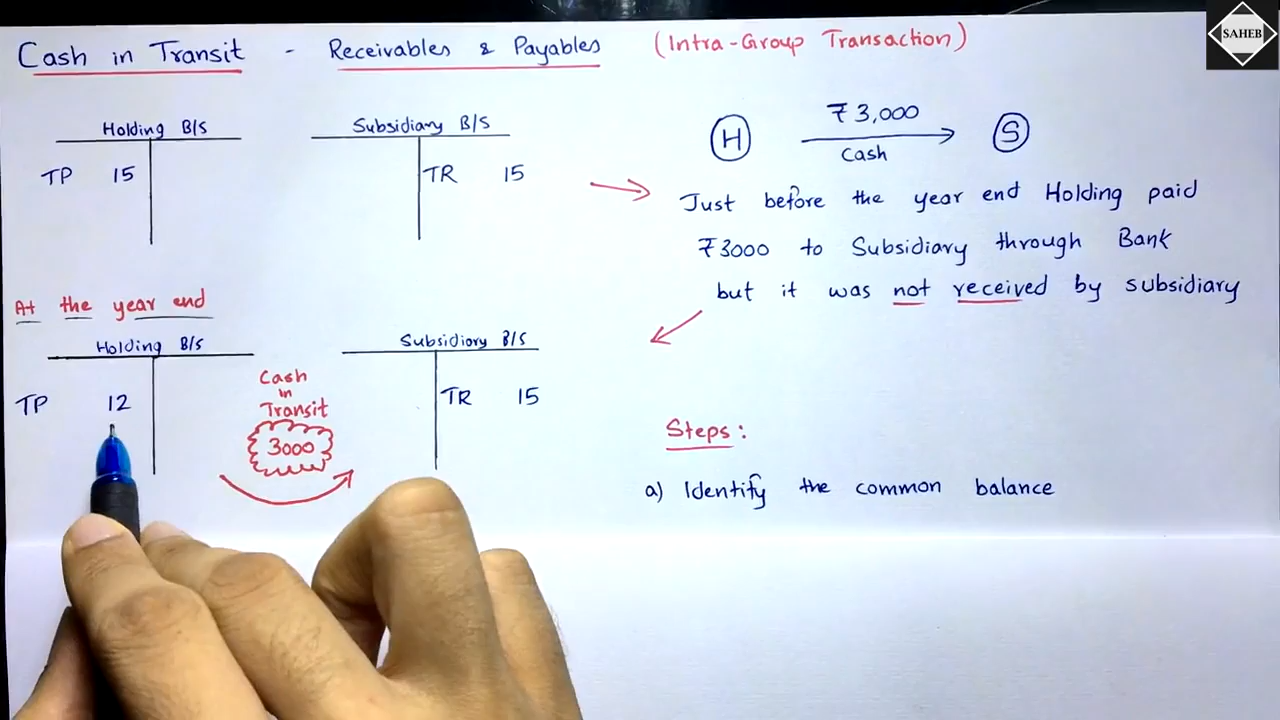 Cash in Transit - Receivables & Payables (Intra-Group Transaction)
SAHEB
Holding B/S
TP 15
Subsidiary B/S
TR 15
H ₹3,000 Cash S
Just before the year end Holding paid
₹3000 to Subsidiary through Bank
but it was not received by subsidiary
At the year end
Holding B/S
TP 12
Cash
in
Transit
3000
Subsidiary B/S
TR 15
Steps:
a) Identify the common balance